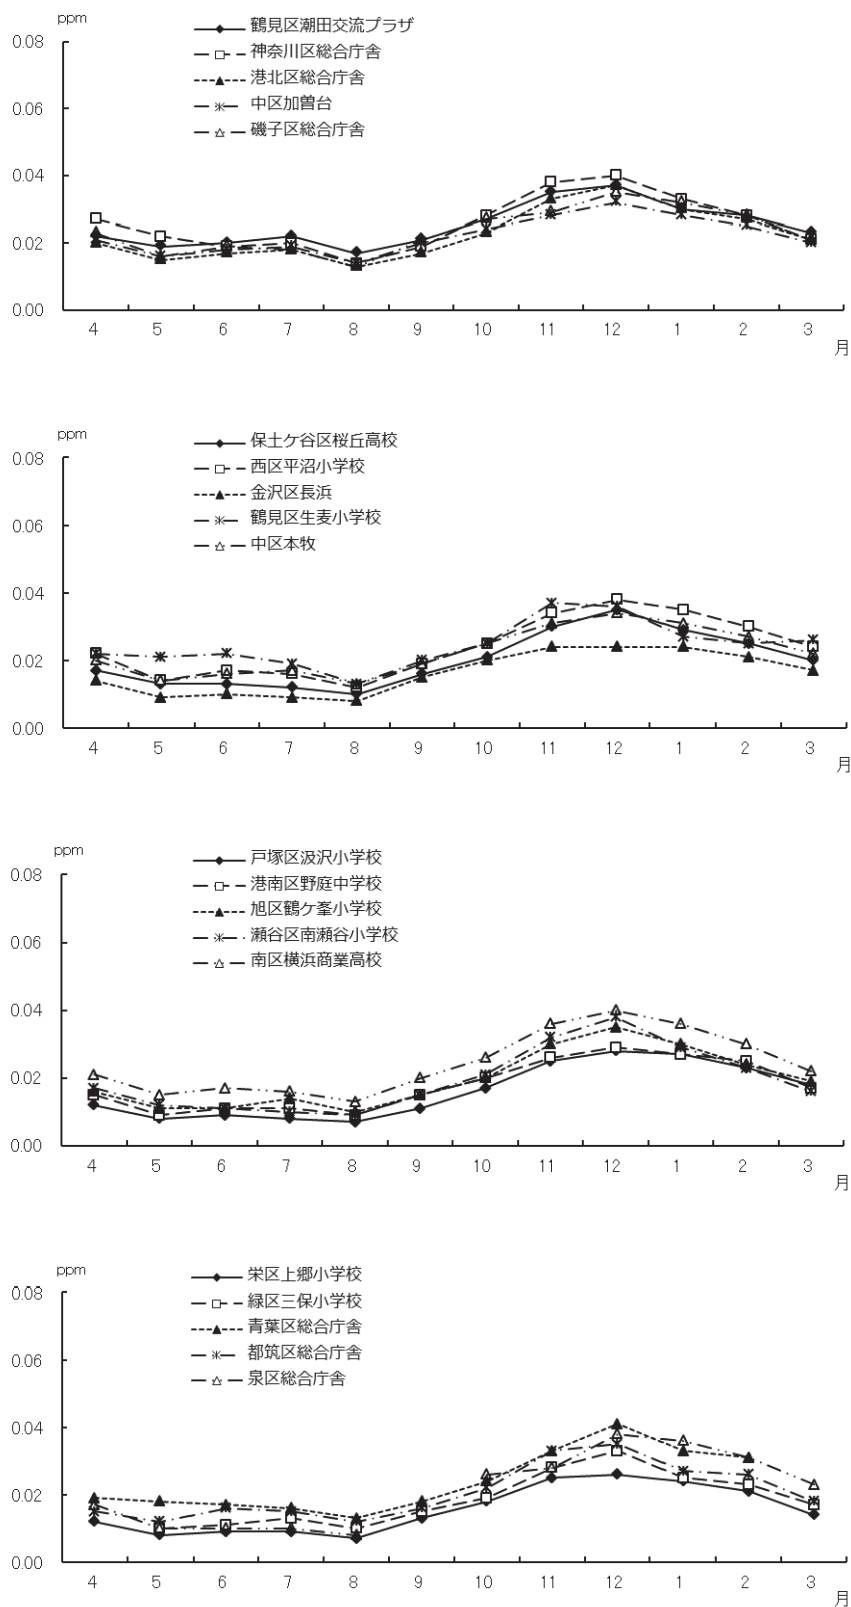 ppm
鶴見区潮田交流プラザ
神奈川区総合庁舎
港北区総合庁舎
中区加曽台
磯子区総合庁舎
0.08
0.06
0.04
0.02
0.00
4 5 6 7 8 9 10 11 12 1 2 3
月
ppm
保土ケ谷区桜丘高校
西区平沼小学校
金沢区長浜
鶴見区生麦小学校
中区本牧
0.08
0.06
0.04
0.02
0.00
4 5 6 7 8 9 10 11 12 1 2 3
月
ppm
戸塚区汲沢小学校
港南区野庭中学校
旭区鶴ケ峯小学校
瀬谷区南瀬谷小学校
南区横浜商業高校
0.08
0.06
0.04
0.02
0.00
4 5 6 7 8 9 10 11 12 1 2 3
月
ppm
栄区上郷小学校
緑区三保小学校
青葉区総合庁舎
都筑区総合庁舎
泉区総合庁舎
0.08
0.06
0.04
0.02
0.00
4 5 6 7 8 9 10 11 12 1 2 3
月